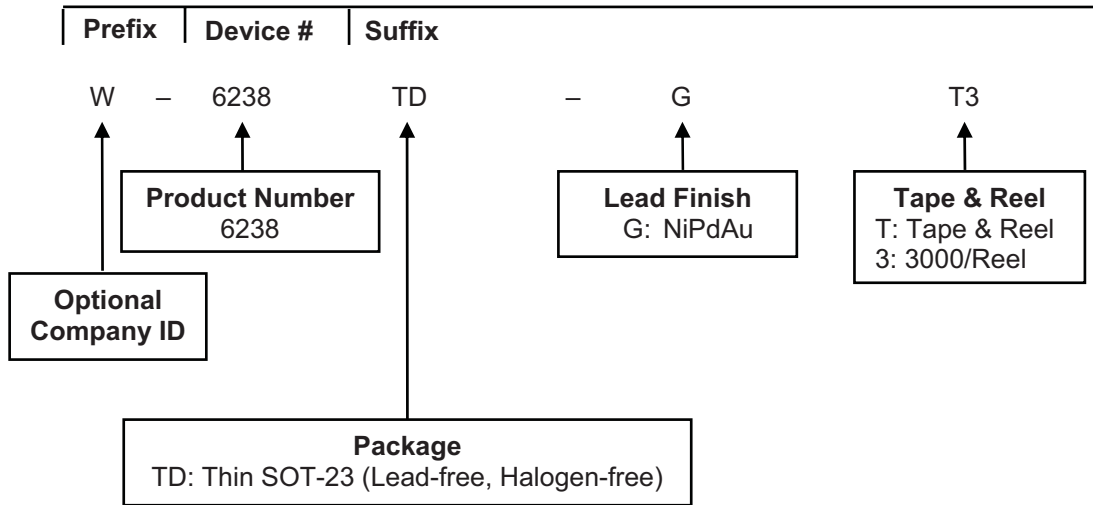 Prefix Device # Suffix
W – 6238 TD – G T3
Product Number
6238
Lead Finish
G: NiPdAu
Tape & Reel
T: Tape & Reel
3: 3000/Reel
Optional
Company ID
Package
TD: Thin SOT-23 (Lead-free, Halogen-free)